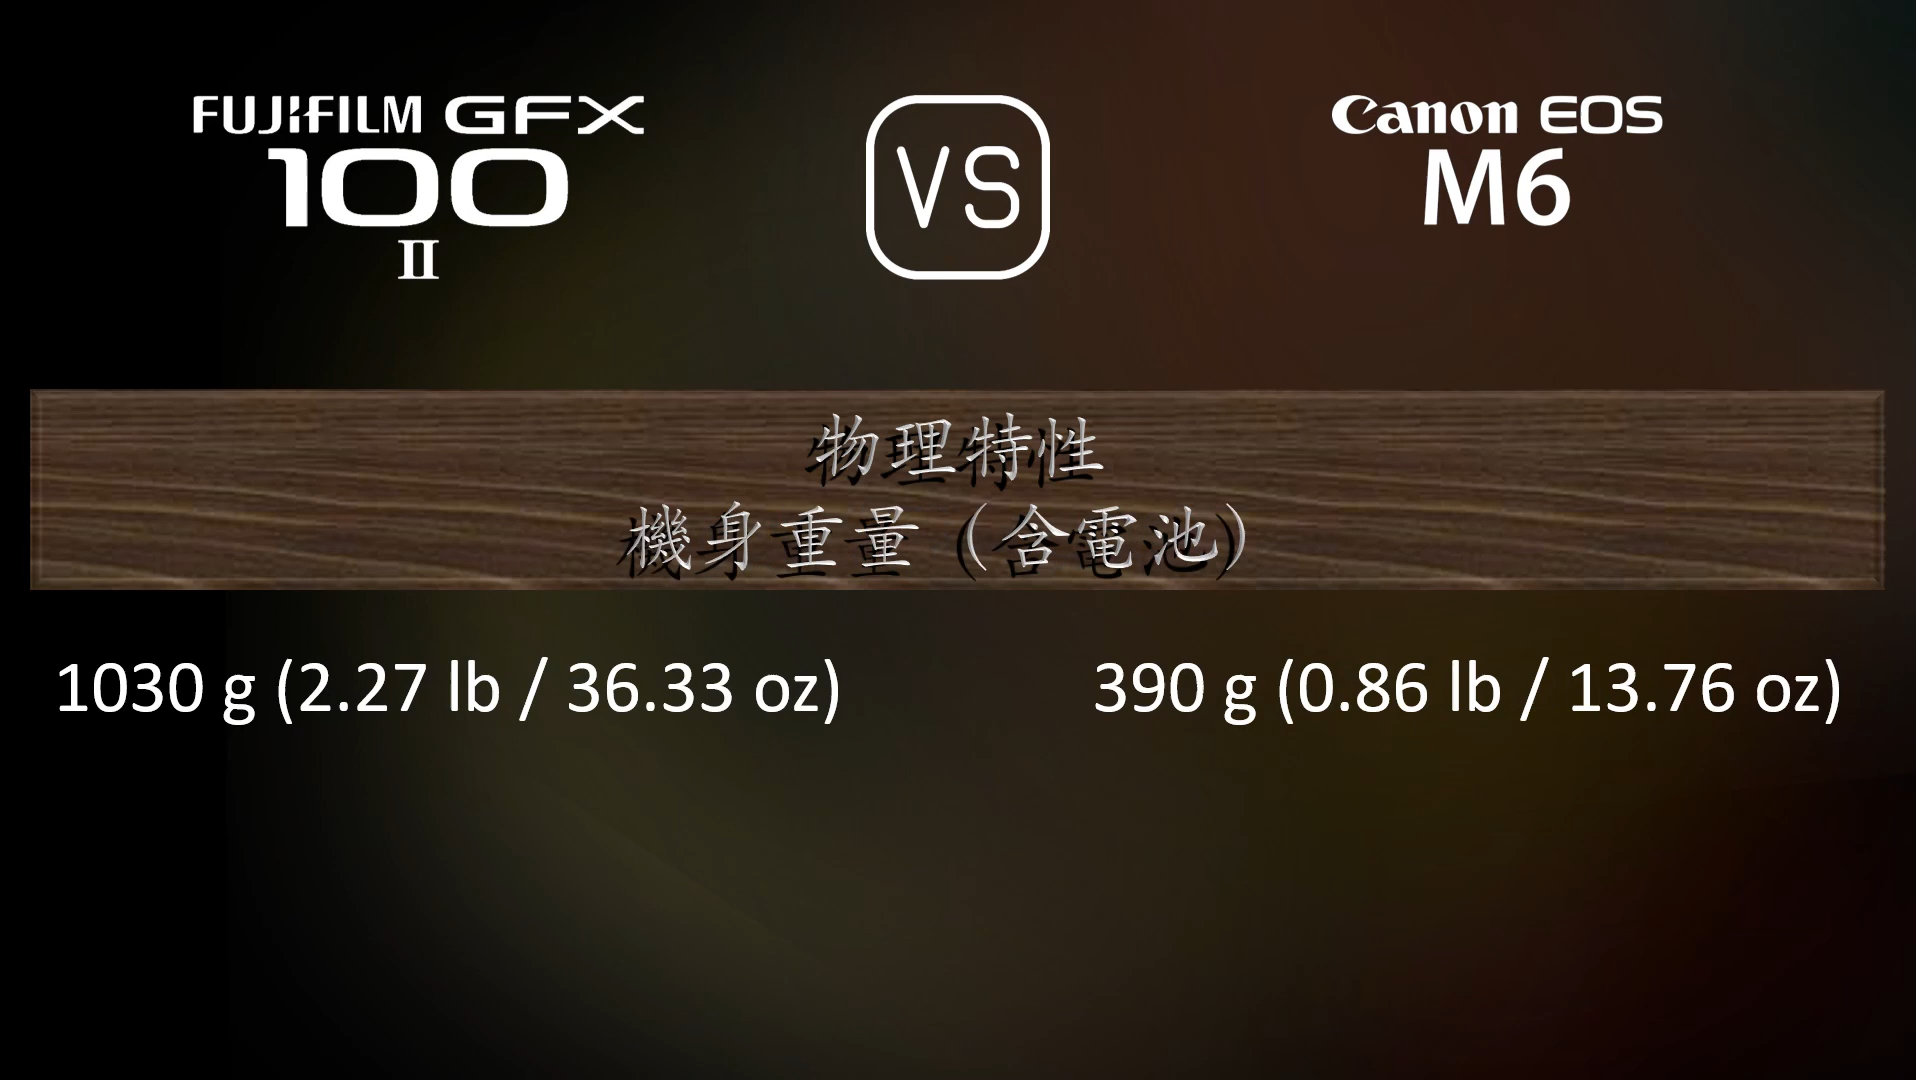 FUJIFILM GFX
100
II
VS
Canon EOS
M6
物理特性
機身重量 (含電池)
1030 g (2.27 lb / 36.33 oz)
390 g (0.86 lb / 13.76 oz)